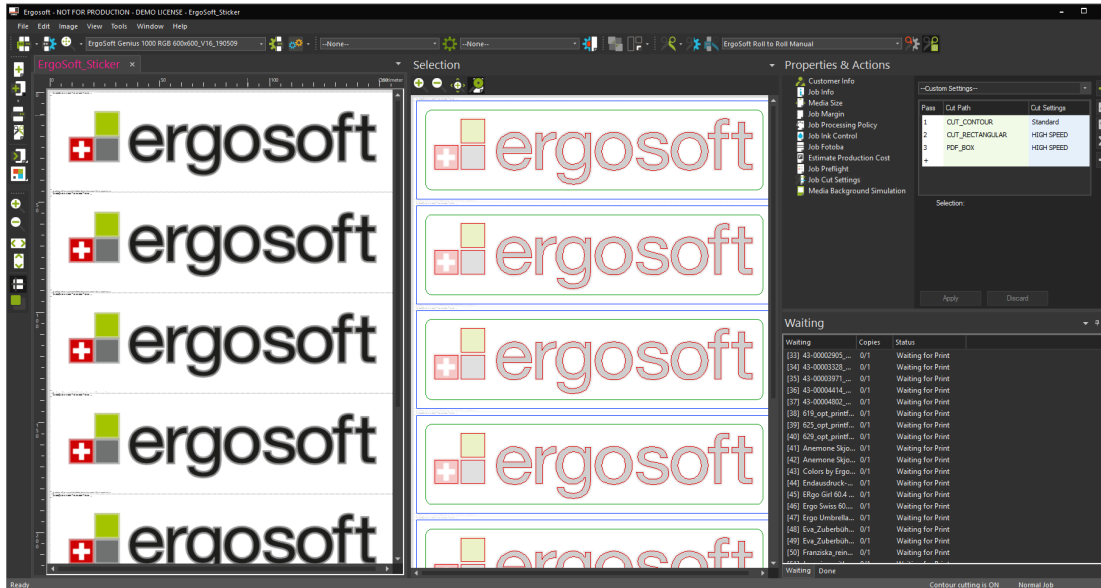 Ergosoft - NOT FOR PRODUCTION - DEMO LICENSE - ErgoSoft_Sticker
File Edit Image View Tools Window Help
ErgoSoft Genius 1000 RGB 600x600_V16_190509 --None-- --None-- ErgoSoft Roll to Roll Manual
ErgoSoft_Sticker ×
Selection
Properties & Actions
Customer Info
Job Info
Media Size
Job Margin
Job Processing Policy
Job Ink Control
Job Fotoba
Estimate Production Cost
Job Preflight
Job Cut Settings
Media Background Simulation
--Custom Settings--
Pass Cut Path Cut Settings
1 CUT_CONTOUR Standard
2 CUT_RECTANGULAR HIGH SPEED
3 PDF_BOX HIGH SPEED
+
Selection:
Apply Discard
ergosoft
ergosoft
ergosoft
ergosoft
ergosoft
ergosoft
ergosoft
ergosoft
ergosoft
ergosoft
Waiting
Waiting Copies Status
[33] 43-00002905_... 0/1 Waiting for Print
[34] 43-00003328_... 0/1 Waiting for Print
[35] 43-00003971_... 0/1 Waiting for Print
[36] 43-00004414_... 0/1 Waiting for Print
[37] 43-00004802_... 0/1 Waiting for Print
[38] 619_opt_printf... 0/1 Waiting for Print
[39] 625_opt_printf... 0/1 Waiting for Print
[40] 629_opt_printf... 0/1 Waiting for Print
[41] Anemone Skjo... 0/1 Waiting for Print
[42] Anemone Skjo... 0/1 Waiting for Print
[43] Colors by Ergo... 0/1 Waiting for Print
[44] Endausdruck-... 0/1 Waiting for Print
[45] ERgo Girl 60.4 ... 0/1 Waiting for Print
[46] Ergo Swiss 60.... 0/1 Waiting for Print
[47] Ergo Umbrella... 0/1 Waiting for Print
[48] Eva_Zuberbüh... 0/1 Waiting for Print
[49] Eva_Zuberbüh... 0/1 Waiting for Print
[50] Franziska_rein... 0/1 Waiting for Print
Waiting Done
Ready
Contour cutting is ON Normal Job